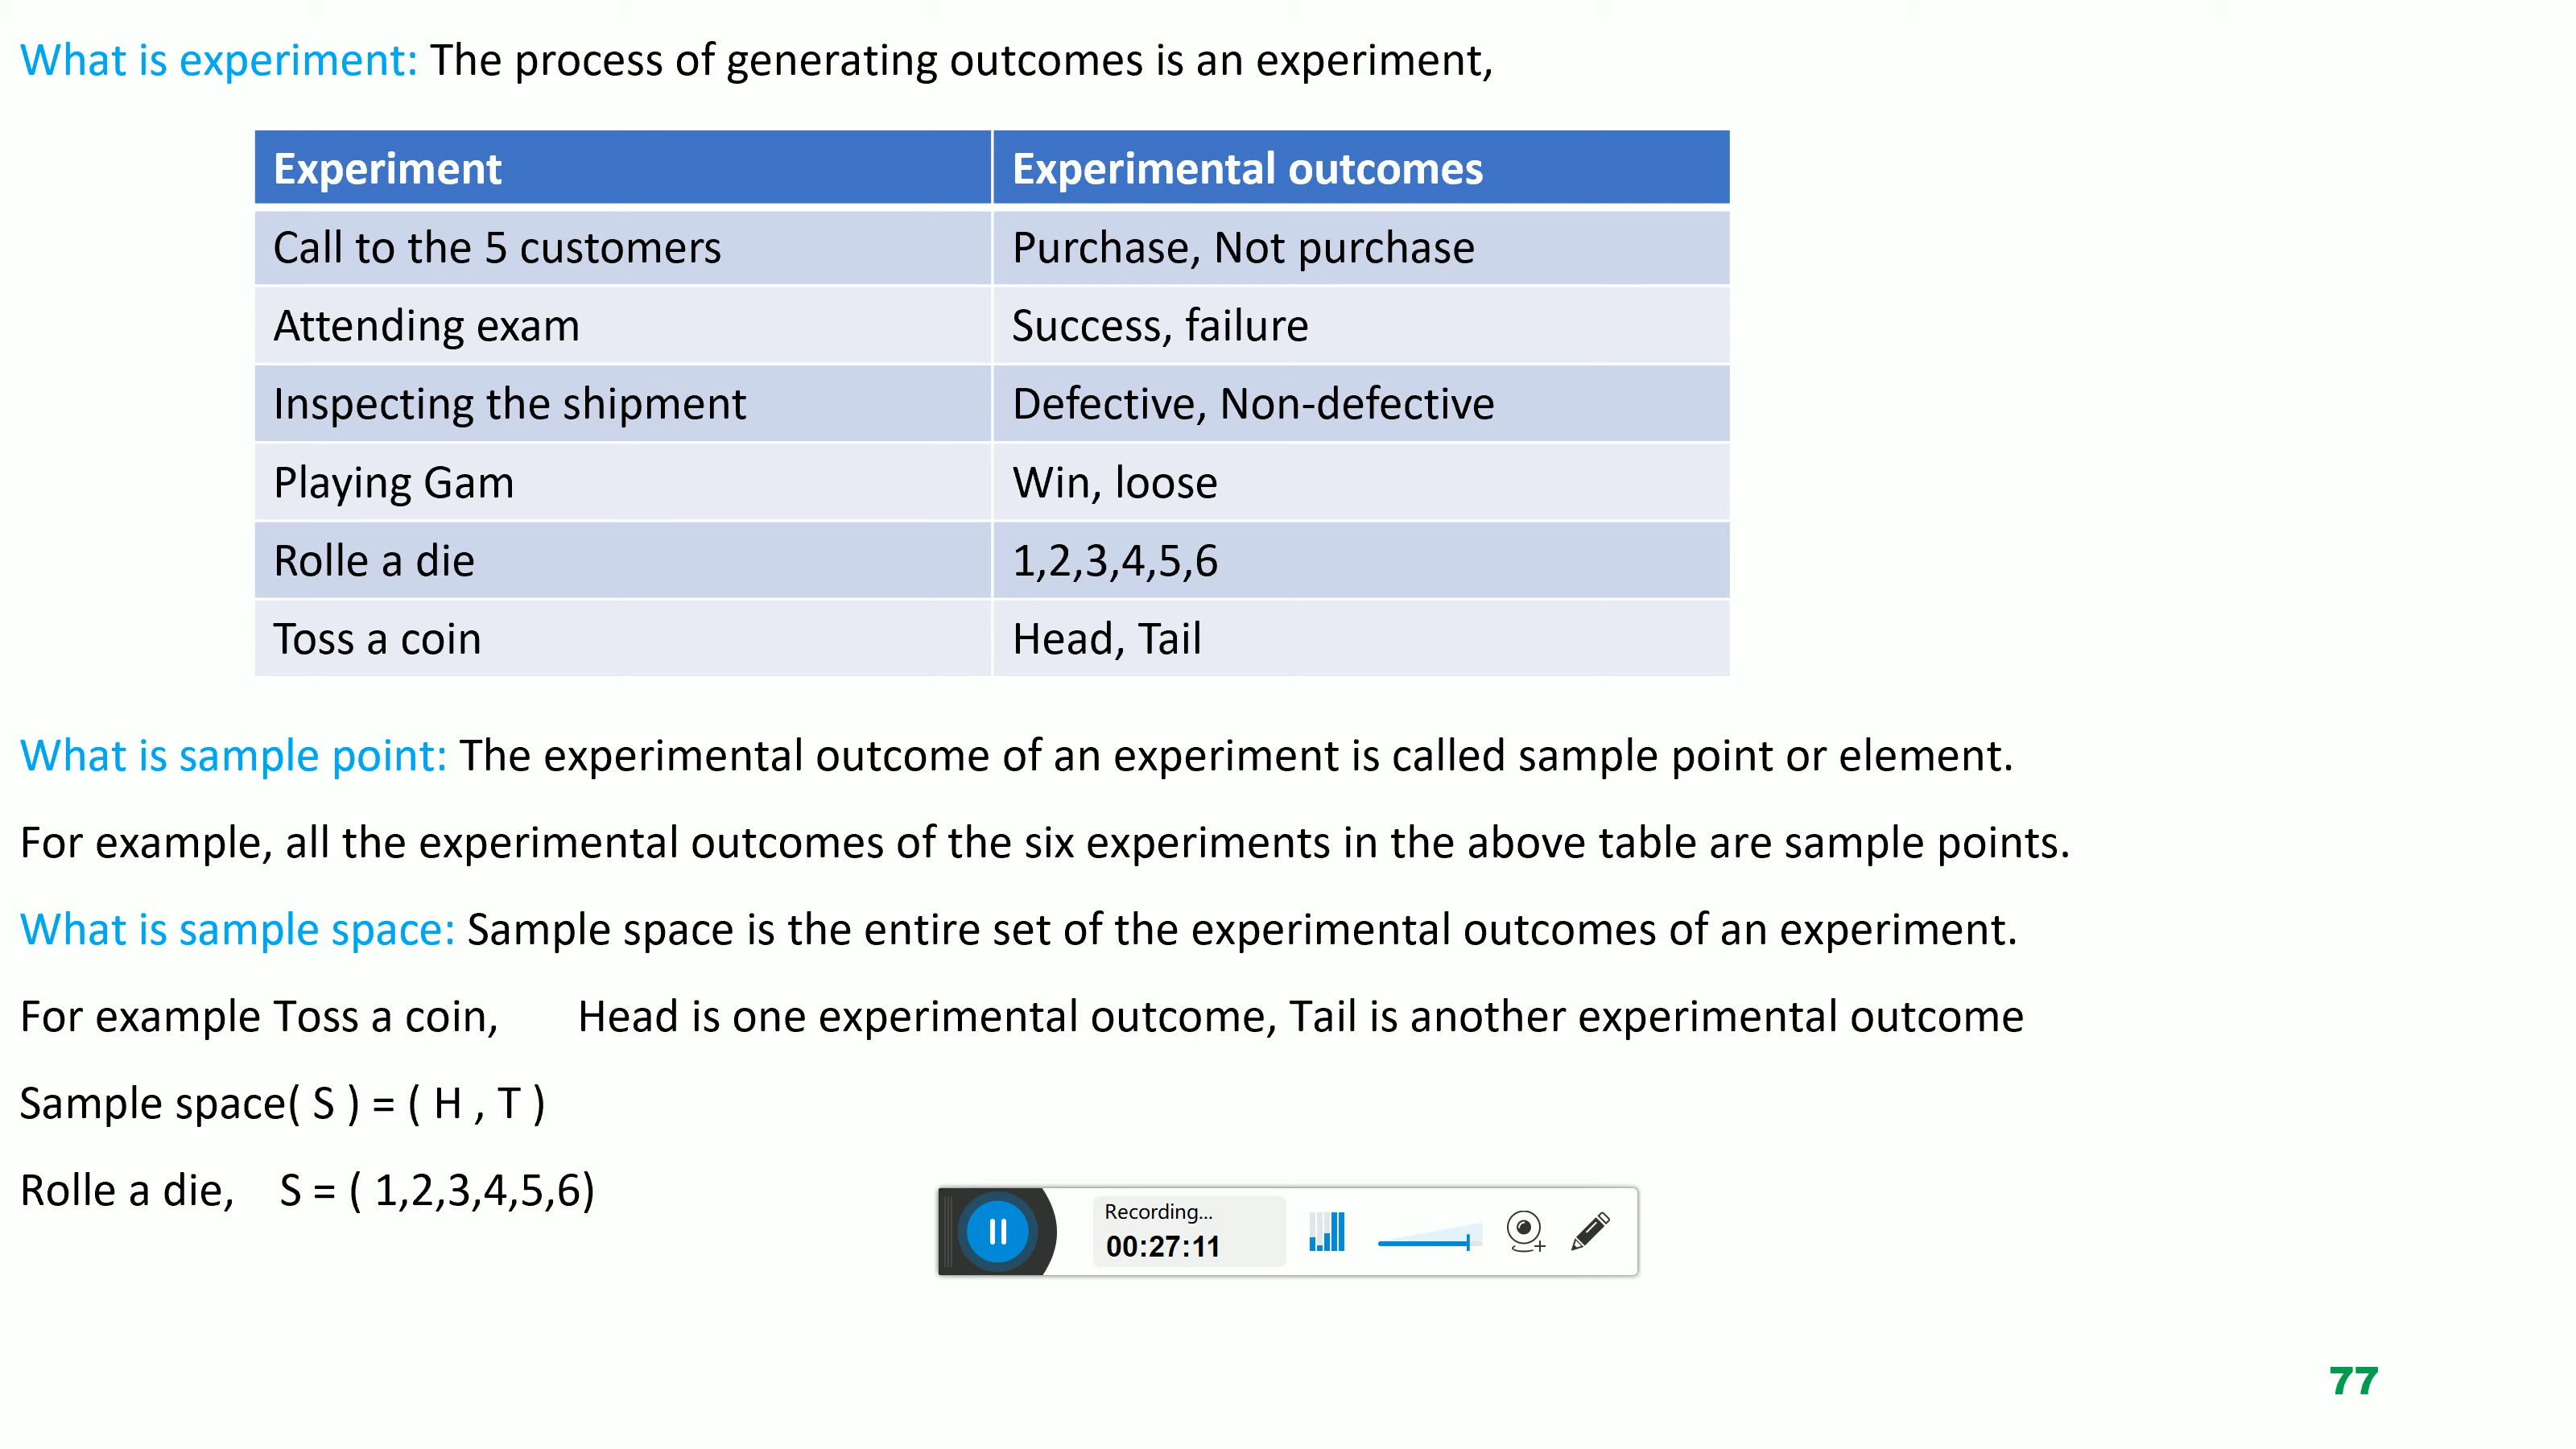 What is experiment: The process of generating outcomes is an experiment,
Experiment Experimental outcomes
Call to the 5 customers Purchase, Not purchase
Attending exam Success, failure
Inspecting the shipment Defective, Non-defective
Playing Gam Win, loose
Rolle a die 1,2,3,4,5,6
Toss a coin Head, Tail
What is sample point: The experimental outcome of an experiment is called sample point or element.
For example, all the experimental outcomes of the six experiments in the above table are sample points.
What is sample space: Sample space is the entire set of the experimental outcomes of an experiment.
For example Toss a coin, Head is one experimental outcome, Tail is another experimental outcome
Sample space( S ) = ( H , T )
Rolle a die, S = ( 1,2,3,4,5,6)
Recording...
00:27:11
77